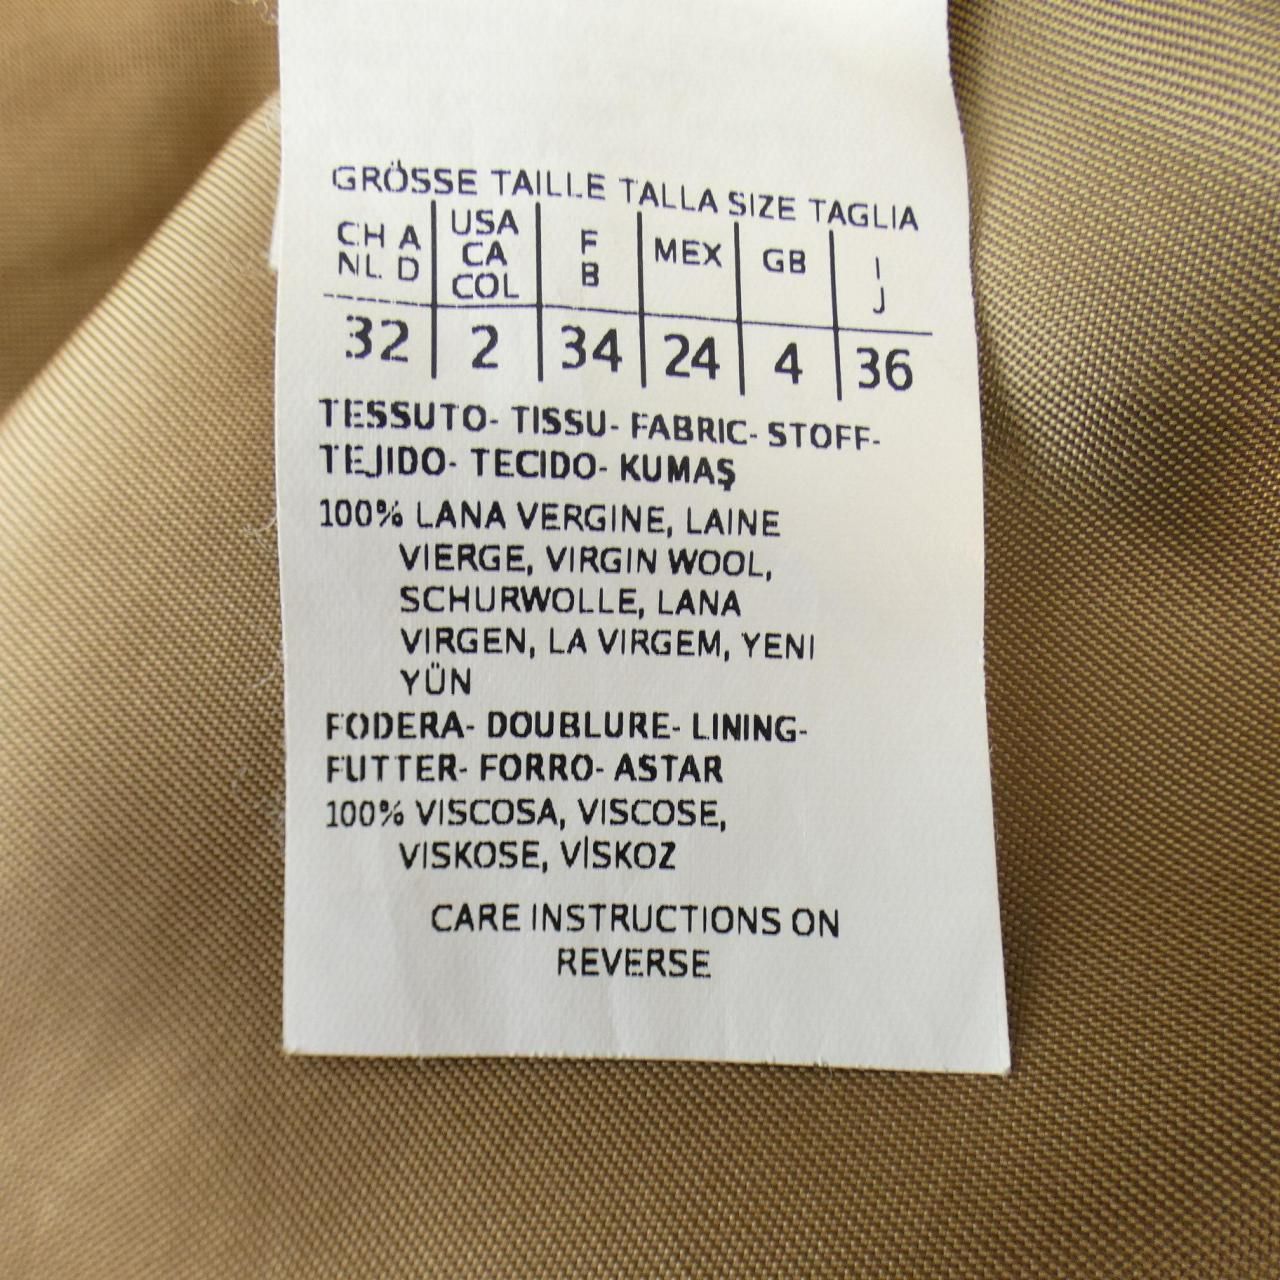 GRÖSSE TAILLE TALLA SIZE TAGLIA
CH A NL D | USA CA COL | F B | MEX | GB | I J
32 | 2 | 34 | 24 | 4 | 36
TESSUTO- TISSU- FABRIC- STOFF-
TEJIDO- TECIDO- KUMAŞ
100% LANA VERGINE, LAINE
VIERGE, VIRGIN WOOL,
SCHURWOLLE, LANA
VIRGEN, LA VIRGEM, YENI
YÜN
FODERA- DOUBLURE- LINING-
FUTTER- FORRO- ASTAR
100% VISCOSA, VISCOSE,
VISKOSE, VİSKOZ
CARE INSTRUCTIONS ON
REVERSE